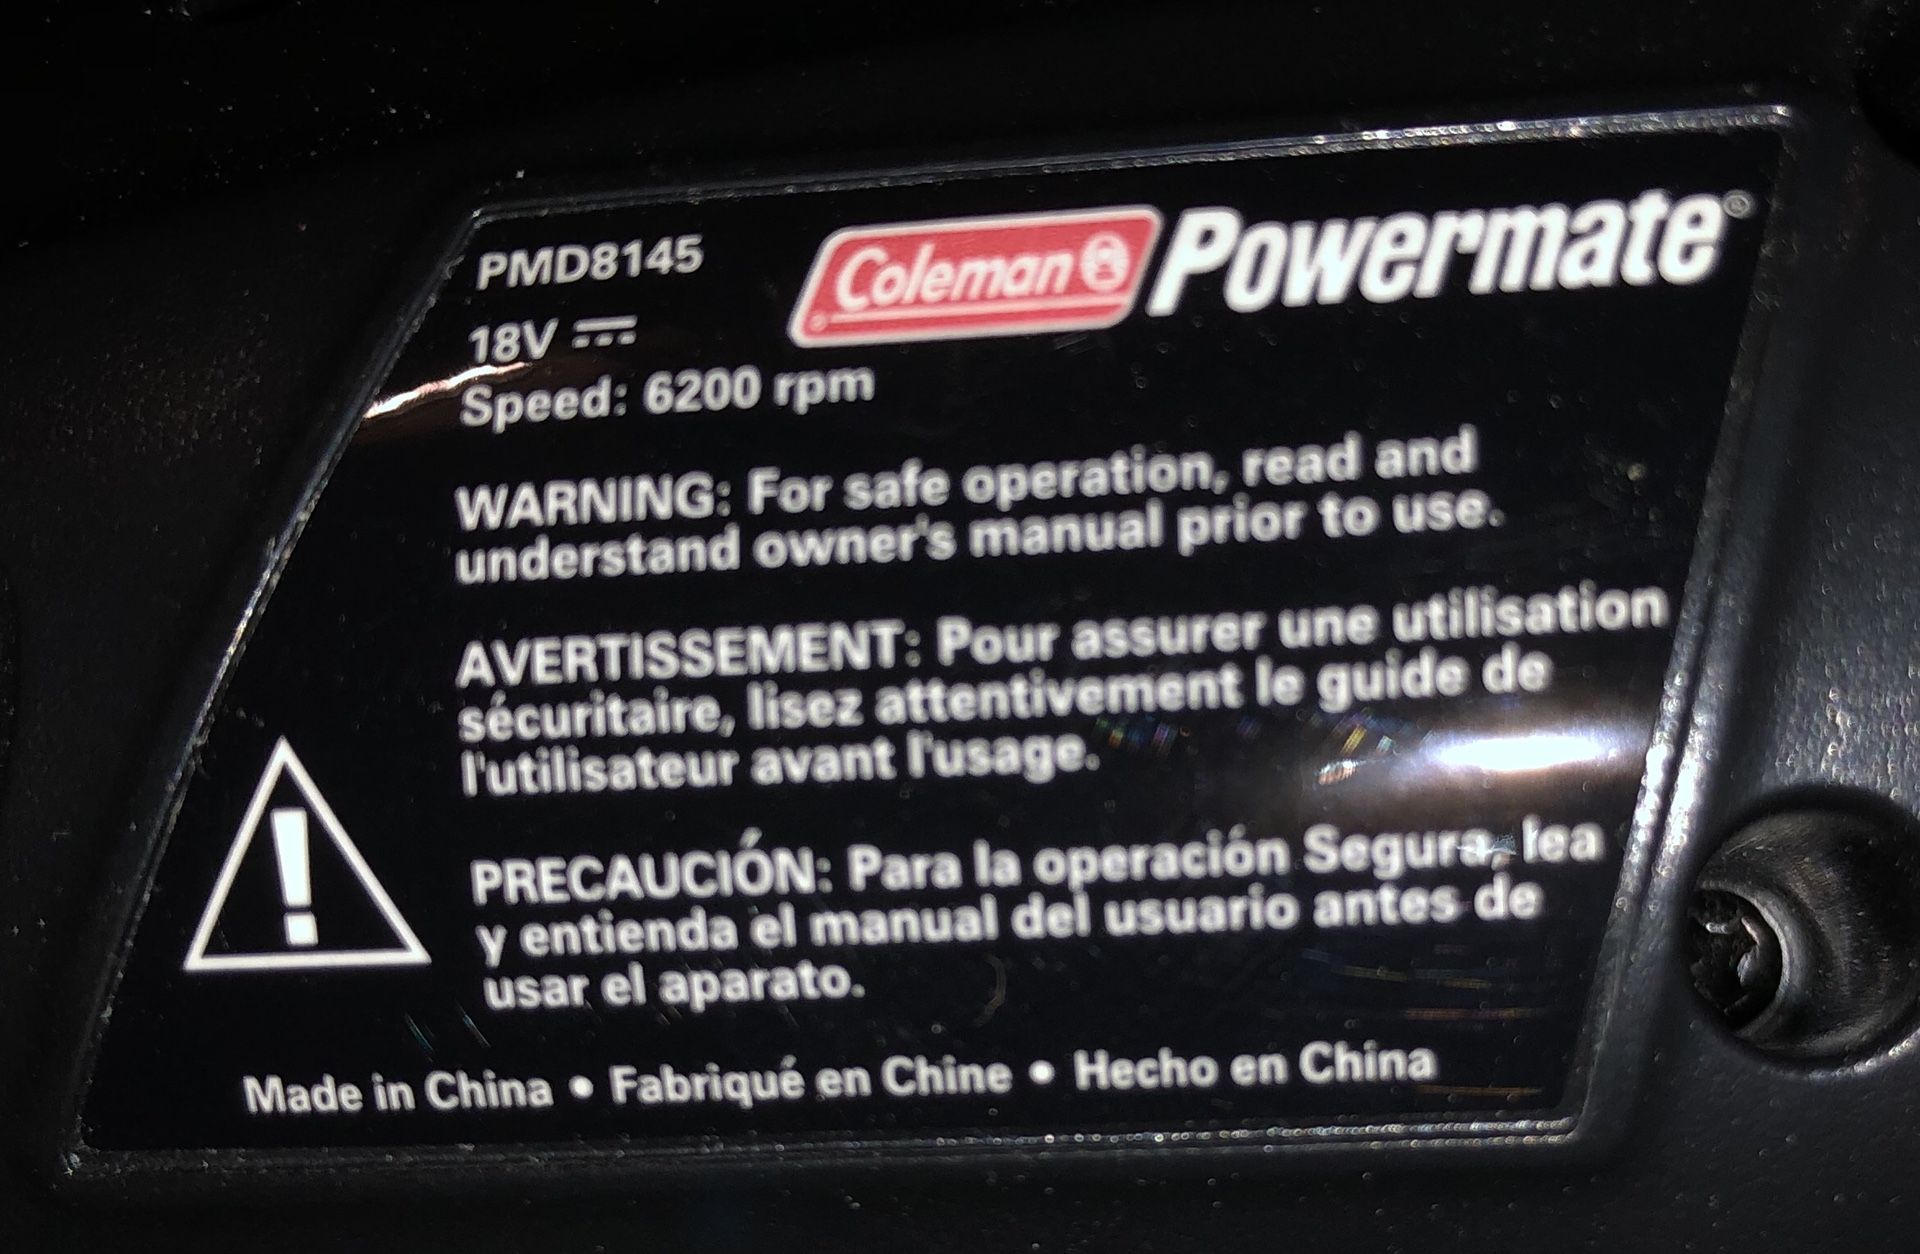 PMD8145
Coleman® Powermate®
18V
Speed: 6200 rpm
WARNING: For safe operation, read and
understand owner's manual prior to use.
AVERTISSEMENT: Pour assurer une utilisation
sécuritaire, lisez attentivement le guide de
l'utilisateur avant l'usage.
PRECAUCIÓN: Para la operación Segura, lea
y entienda el manual del usuario antes de
usar el aparato.
Made in China • Fabriqué en Chine • Hecho en China